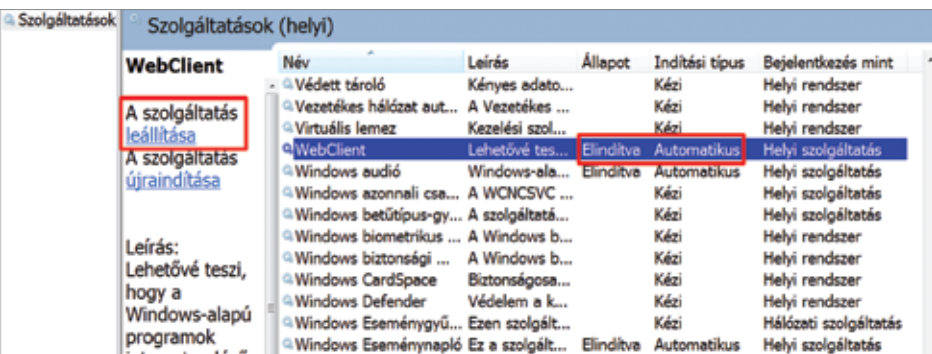 Szolgáltatások
Szolgáltatások (helyi)
WebClient
A szolgáltatás
leállítása
A szolgáltatás
újraindítása
Leírás:
Lehetővé teszi,
hogy a
Windows-alapú
programok
Név Leírás Állapot Indítási típus Bejelentkezés mint
Védett tároló Kényes adato... Kézi Helyi rendszer
Vezetékes hálózat aut... A Vezetékes ... Kézi Helyi rendszer
Virtuális lemez Kezelési szol... Kézi Helyi rendszer
WebClient Lehetővé tes... Elindítva Automatikus Helyi szolgáltatás
Windows audió Windows-ala... Elindítva Automatikus Helyi szolgáltatás
Windows azonnali csa... A WCNCSVC ... Kézi Helyi szolgáltatás
Windows betűtípus-gy... A szolgáltatá... Kézi Helyi szolgáltatás
Windows biometrikus ... A Windows b... Kézi Helyi rendszer
Windows biztonsági ... A Windows b... Kézi Helyi rendszer
Windows CardSpace Biztonságosa... Kézi Helyi rendszer
Windows Defender Védelem a k... Kézi Helyi rendszer
Windows Eseménygyű... Ezen szolgált... Kézi Hálózati szolgáltatás
Windows Eseménynapló Ez a szolgált... Elindítva Automatikus Helyi szolgáltatás